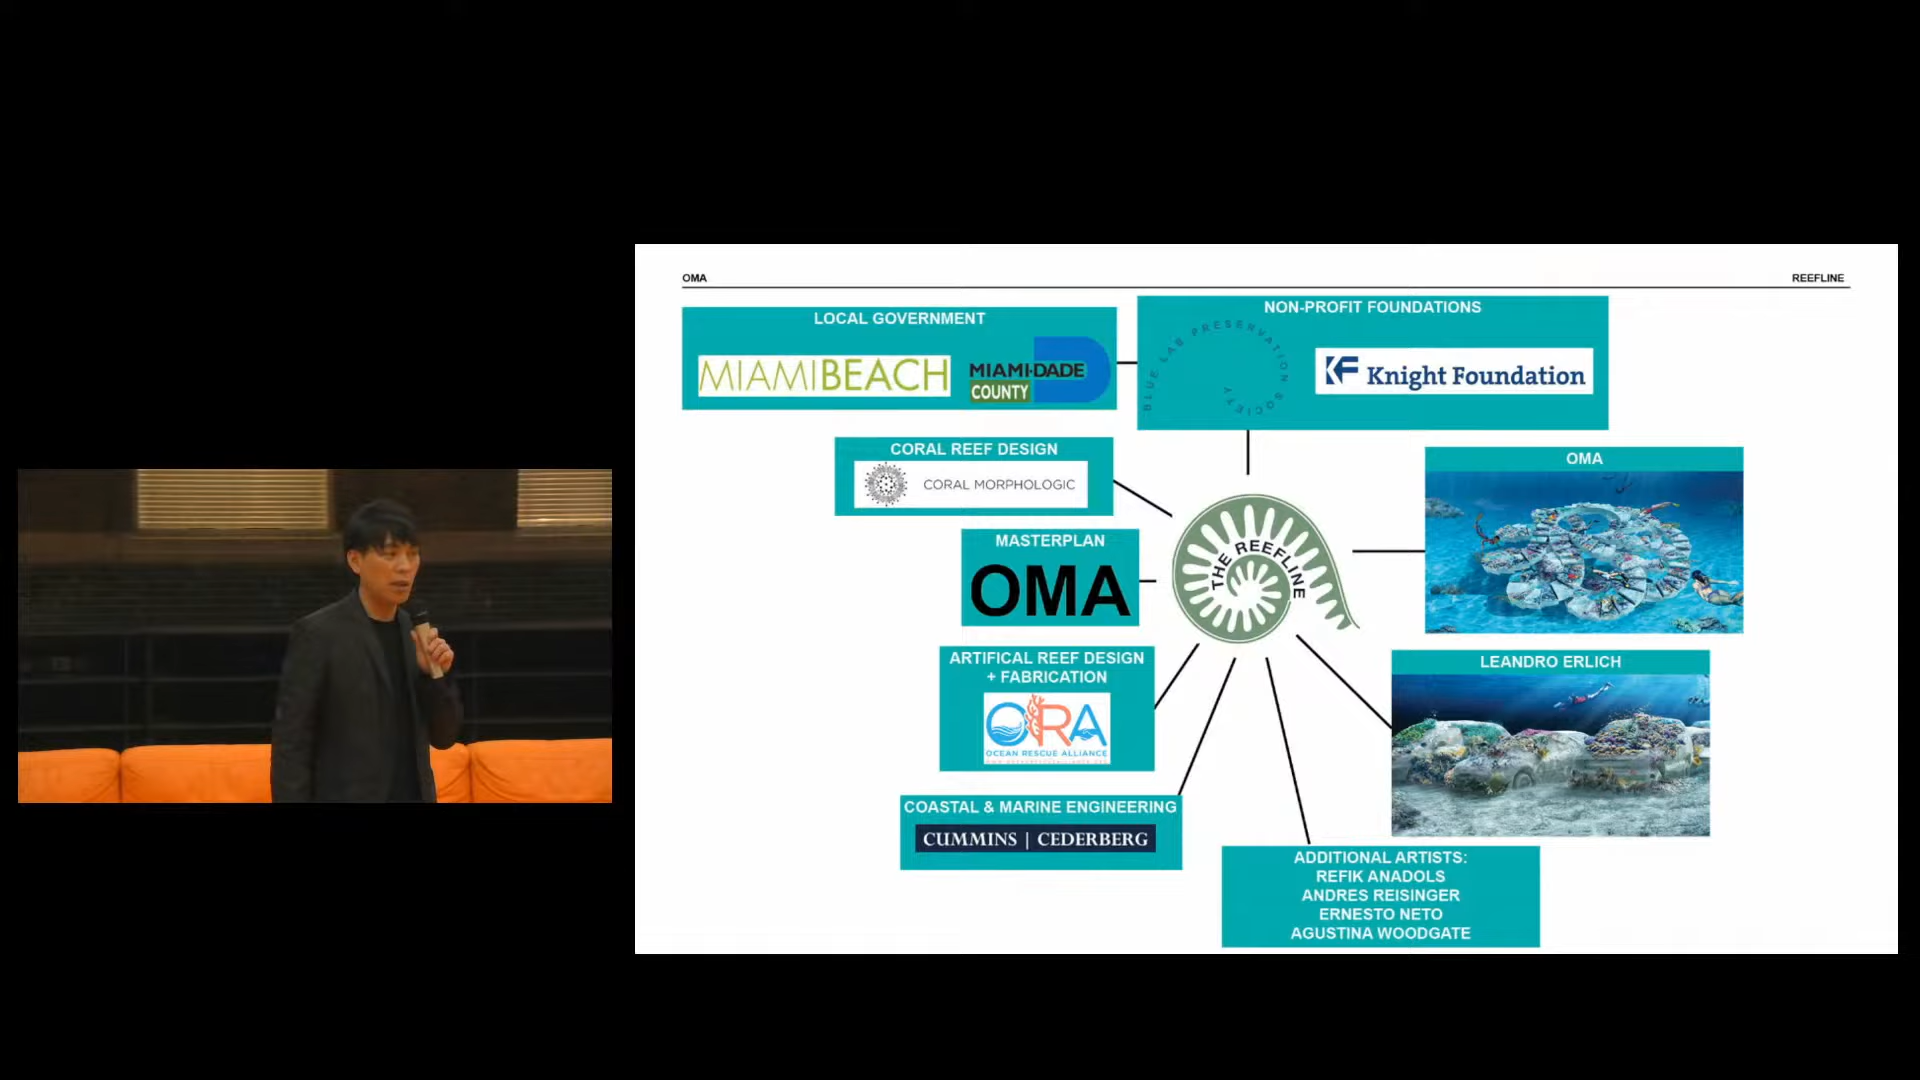 OMA
REEFLINE
LOCAL GOVERNMENT
MIAMIBEACH
MIAMI-DADE
COUNTY
NON-PROFIT FOUNDATIONS
BLUE LAB PRESERVATION SOCIETY
KF Knight Foundation
CORAL REEF DESIGN
CORAL MORPHOLOGIC
MASTERPLAN
OMA
THE REEFLINE
OMA
ARTIFICAL REEF DESIGN
+ FABRICATION
ORA
OCEAN RESCUE ALLIANCE
LEANDRO ERLICH
COASTAL & MARINE ENGINEERING
CUMMINS | CEDERBERG
ADDITIONAL ARTISTS:
REFIK ANADOLS
ANDRES REISINGER
ERNESTO NETO
AGUSTINA WOODGATE